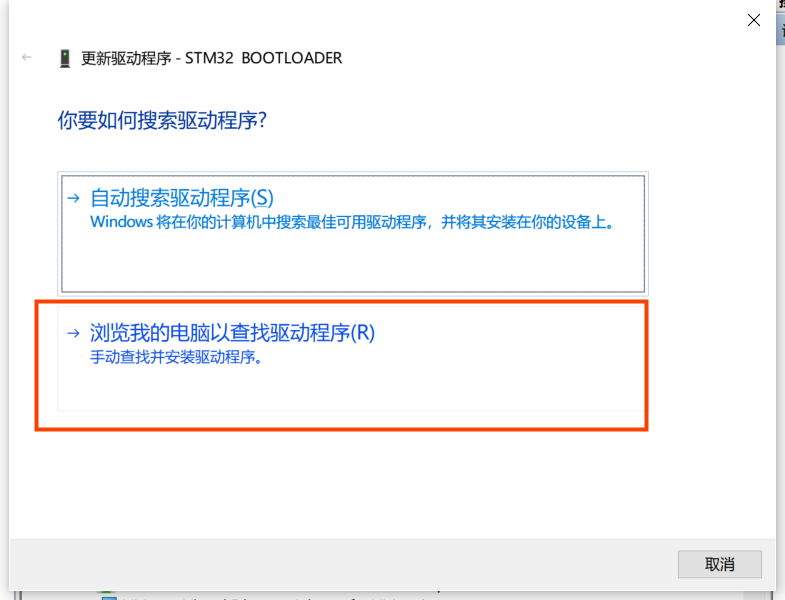 更新驱动程序 - STM32 BOOTLOADER
你要如何搜索驱动程序?
自动搜索驱动程序(S)
Windows 将在你的计算机中搜索最佳可用驱动程序，并将其安装在你的设备上。
浏览我的电脑以查找驱动程序(R)
手动查找并安装驱动程序。
取消